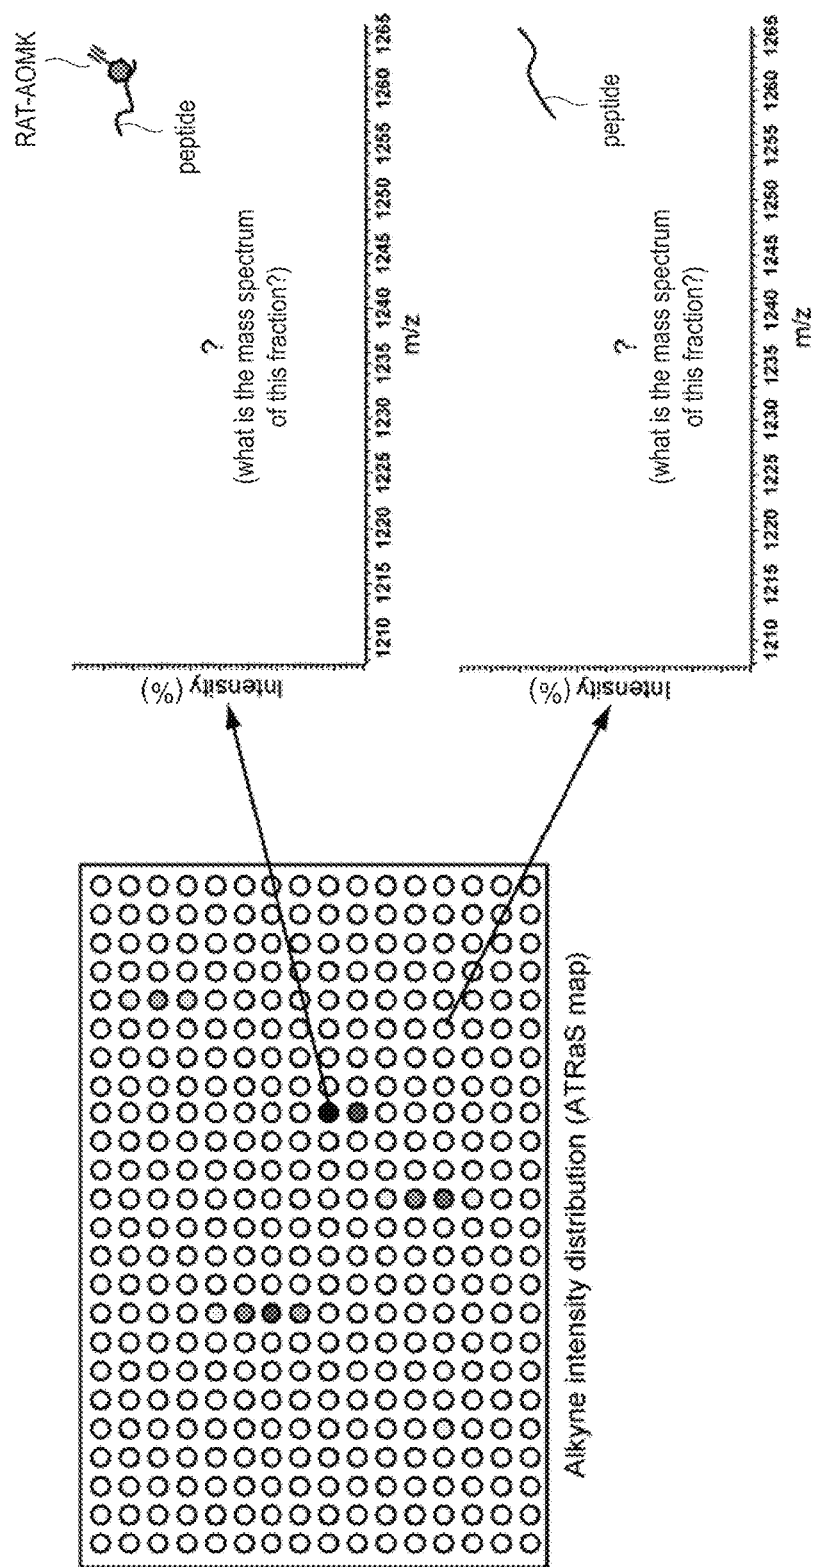 Alkyne intensity distribution (ATRaS map)
Intensity (%)
RAT-AOMK
peptide
?
(what is the mass spectrum
of this fraction?)
1210 1215 1220 1225 1230 1235 1240 1245 1250 1255 1260 1265
m/z
Intensity (%)
peptide
?
(what is the mass spectrum
of this fraction?)
1210 1215 1220 1225 1230 1235 1240 1245 1250 1255 1260 1265
m/z